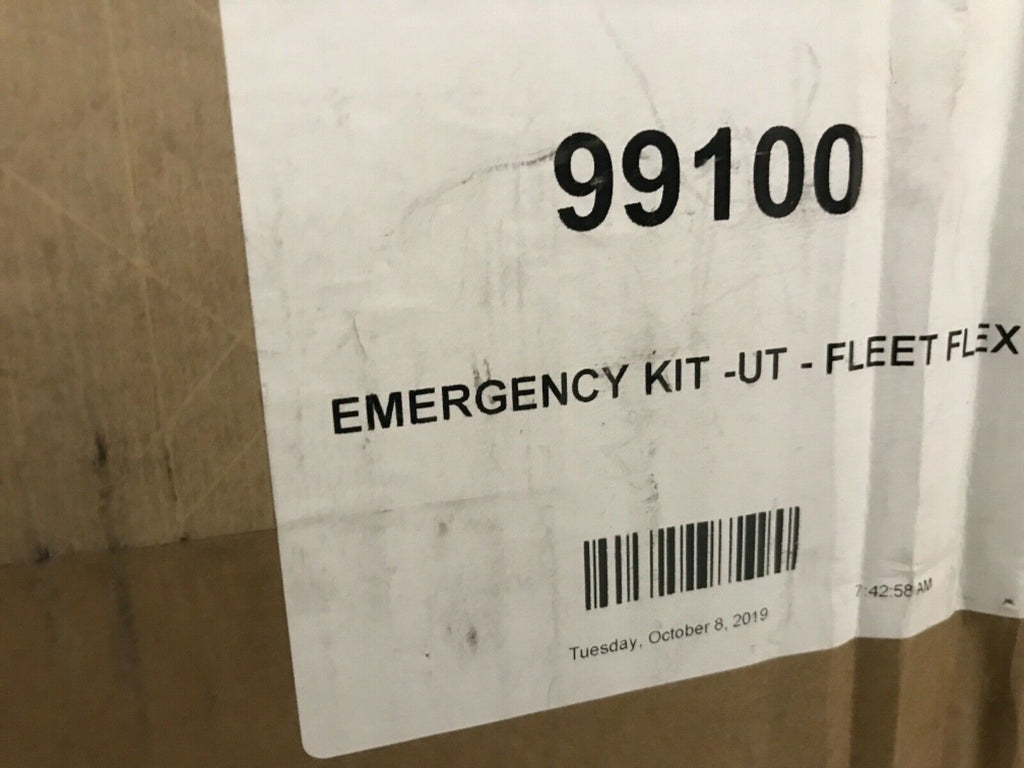 99100
EMERGENCY KIT -UT - FLEET FLEX
Tuesday, October 8, 2019
7:42:58 AM